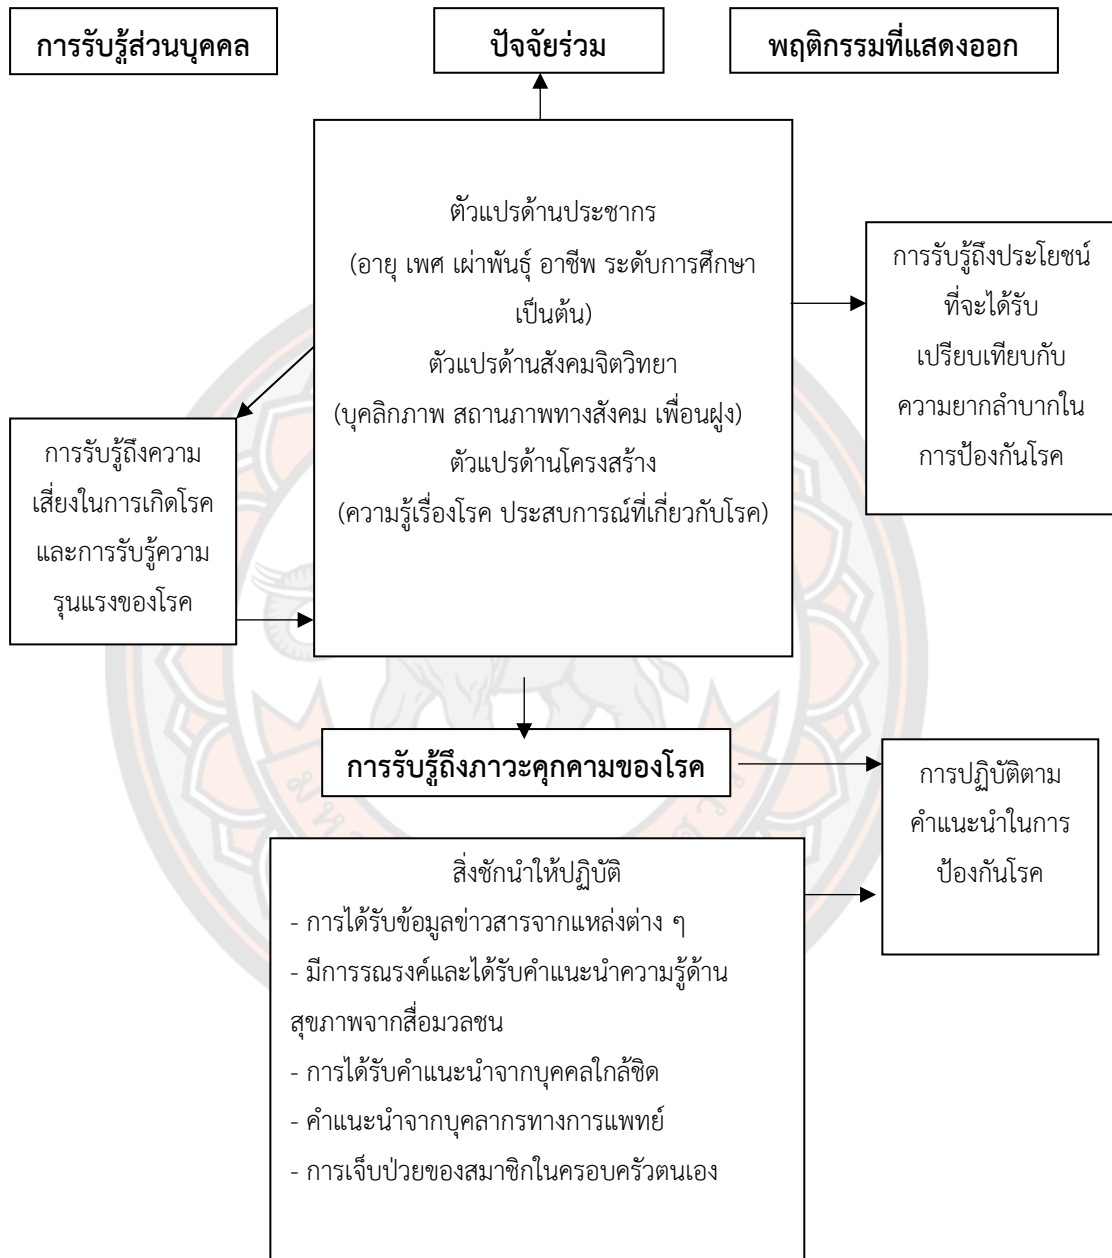 การรับรู้ส่วนบุคคล
ปัจจัยร่วม
พฤติกรรมที่แสดงออก
ตัวแปรด้านประชากร
(อายุ เพศ เผ่าพันธุ์ อาชีพ ระดับการศึกษา
เป็นต้น)
ตัวแปรด้านสังคมจิตวิทยา
(บุคลิกภาพ สถานภาพทางสังคม เพื่อนฝูง)
ตัวแปรด้านโครงสร้าง
(ความรู้เรื่องโรค ประสบการณ์ที่เกี่ยวกับโรค)
การรับรู้ถึงประโยชน์
ที่จะได้รับ
เปรียบเทียบกับ
ความยากลำบากใน
การป้องกันโรค
การรับรู้ถึงความ
เสี่ยงในการเกิดโรค
และการรับรู้ความ
รุนแรงของโรค
การรับรู้ถึงภาวะคุกคามของโรค
การปฏิบัติตาม
คำแนะนำในการ
ป้องกันโรค
สิ่งชักนำให้ปฏิบัติ
- การได้รับข้อมูลข่าวสารจากแหล่งต่าง ๆ
- มีการรณรงค์และได้รับคำแนะนำความรู้ด้าน
สุขภาพจากสื่อมวลชน
- การได้รับคำแนะนำจากบุคคลใกล้ชิด
- คำแนะนำจากบุคลากรทางการแพทย์
- การเจ็บป่วยของสมาชิกในครอบครัวตนเอง